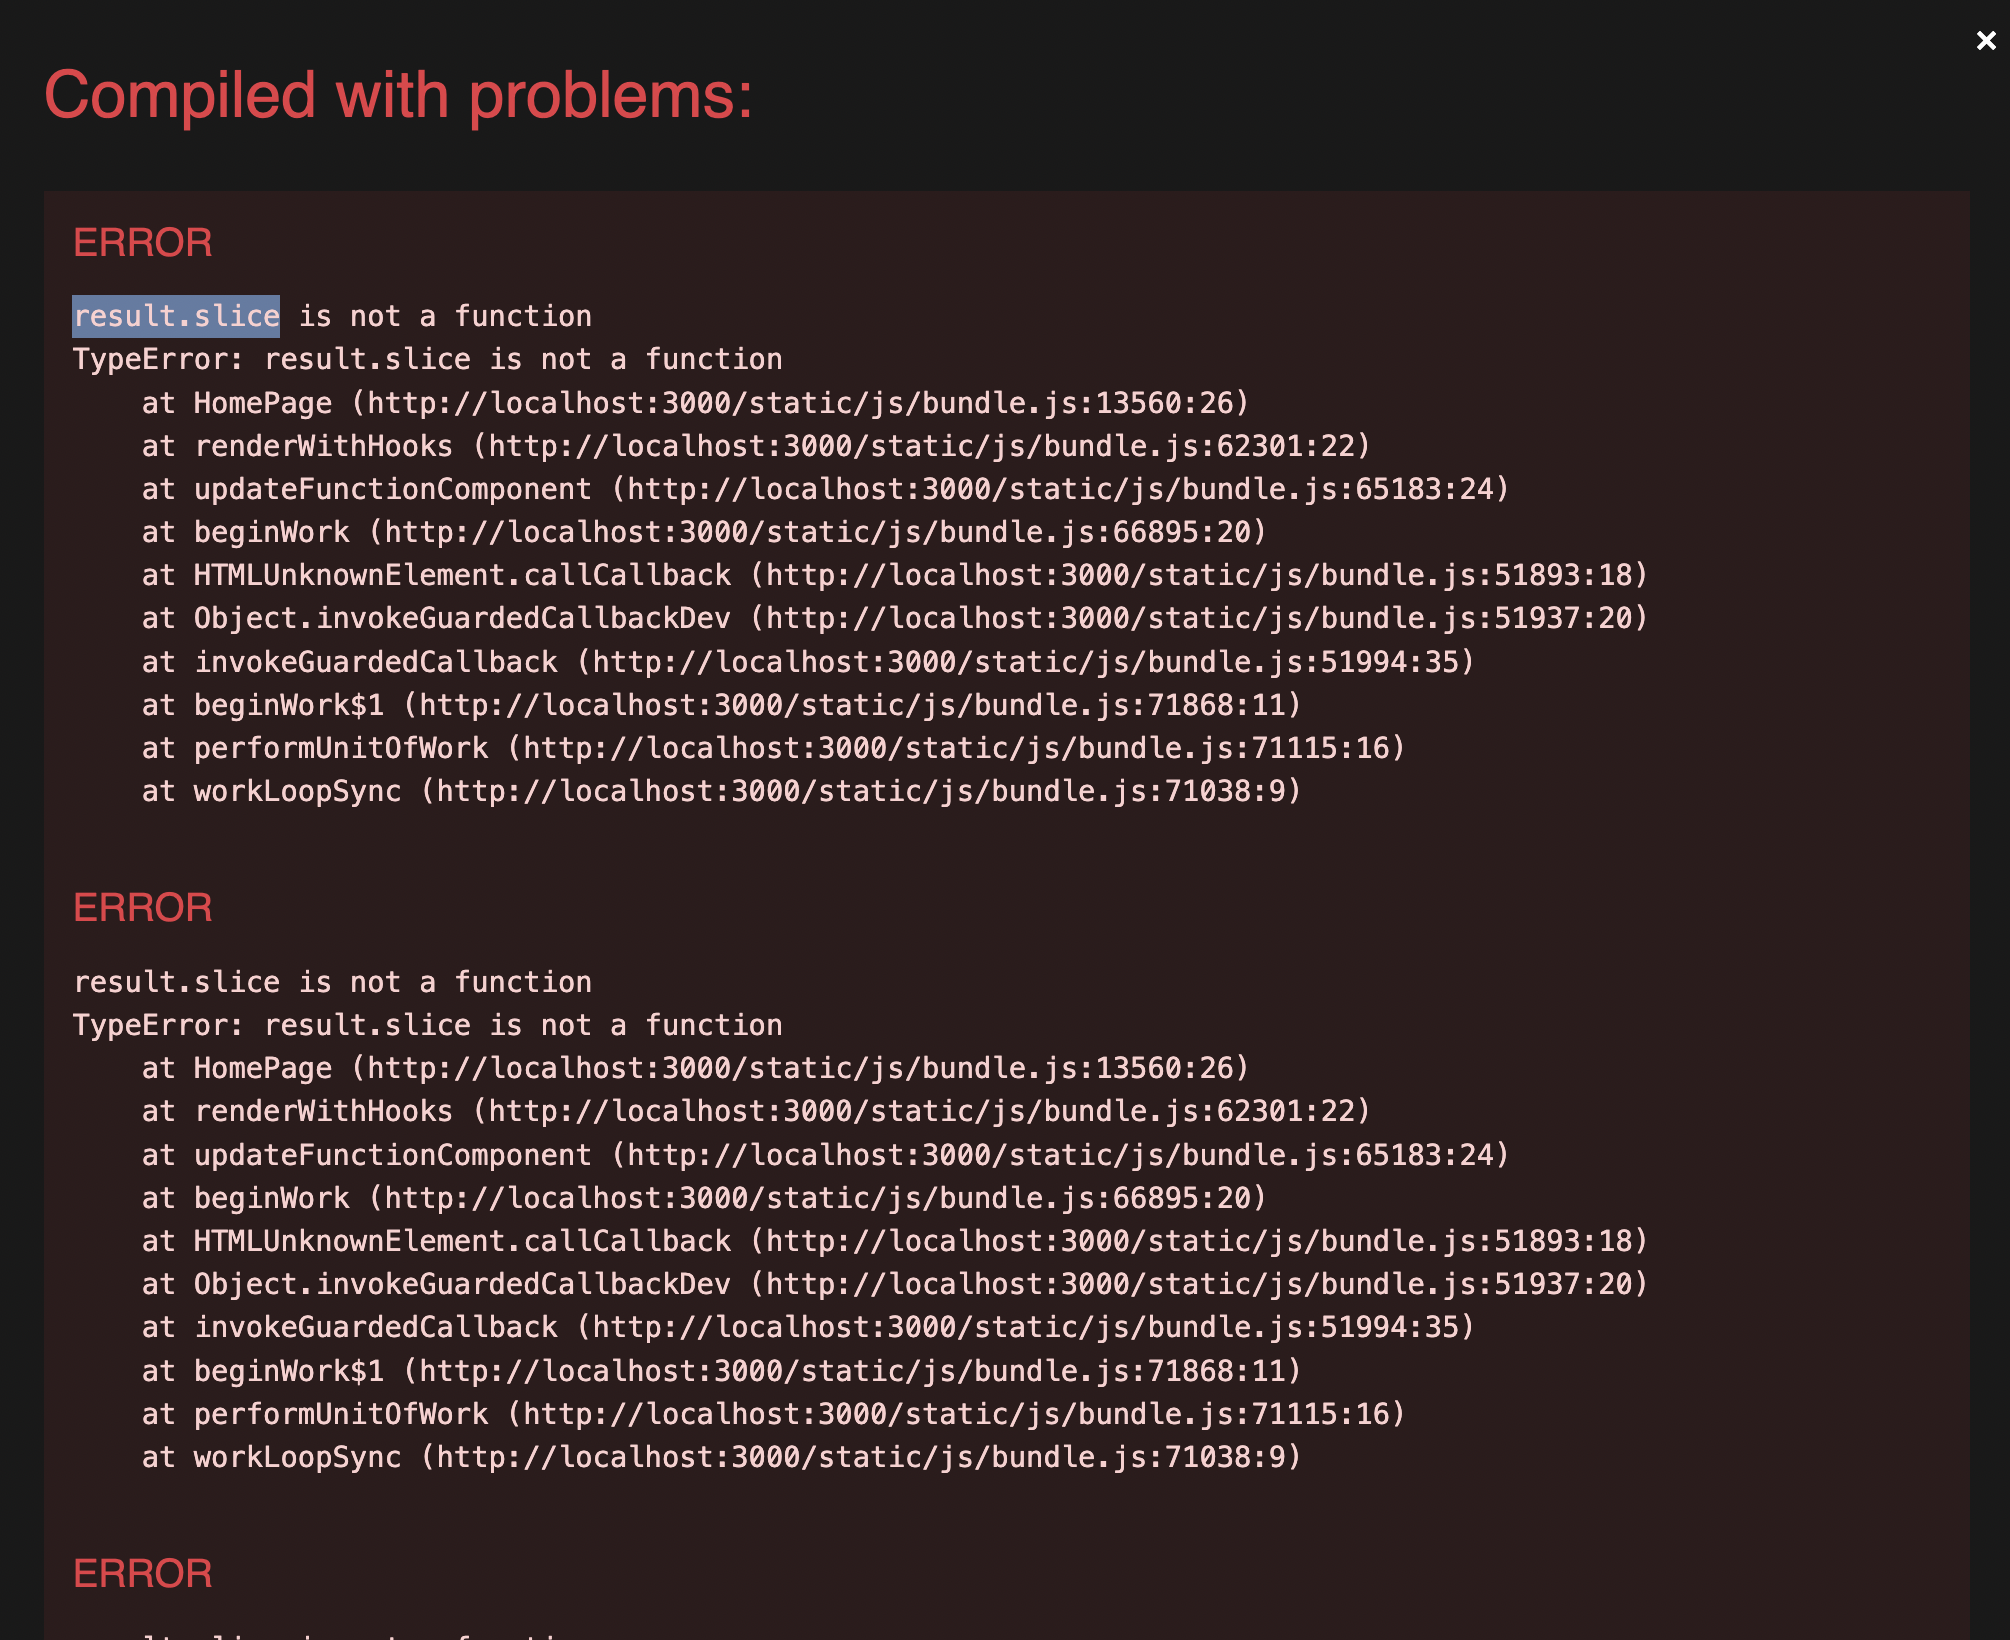 ×
Compiled with problems:
ERROR
result.slice is not a function
TypeError: result.slice is not a function
    at HomePage (http://localhost:3000/static/js/bundle.js:13560:26)
    at renderWithHooks (http://localhost:3000/static/js/bundle.js:62301:22)
    at updateFunctionComponent (http://localhost:3000/static/js/bundle.js:65183:24)
    at beginWork (http://localhost:3000/static/js/bundle.js:66895:20)
    at HTMLUnknownElement.callCallback (http://localhost:3000/static/js/bundle.js:51893:18)
    at Object.invokeGuardedCallbackDev (http://localhost:3000/static/js/bundle.js:51937:20)
    at invokeGuardedCallback (http://localhost:3000/static/js/bundle.js:51994:35)
    at beginWork$1 (http://localhost:3000/static/js/bundle.js:71868:11)
    at performUnitOfWork (http://localhost:3000/static/js/bundle.js:71115:16)
    at workLoopSync (http://localhost:3000/static/js/bundle.js:71038:9)
ERROR
result.slice is not a function
TypeError: result.slice is not a function
    at HomePage (http://localhost:3000/static/js/bundle.js:13560:26)
    at renderWithHooks (http://localhost:3000/static/js/bundle.js:62301:22)
    at updateFunctionComponent (http://localhost:3000/static/js/bundle.js:65183:24)
    at beginWork (http://localhost:3000/static/js/bundle.js:66895:20)
    at HTMLUnknownElement.callCallback (http://localhost:3000/static/js/bundle.js:51893:18)
    at Object.invokeGuardedCallbackDev (http://localhost:3000/static/js/bundle.js:51937:20)
    at invokeGuardedCallback (http://localhost:3000/static/js/bundle.js:51994:35)
    at beginWork$1 (http://localhost:3000/static/js/bundle.js:71868:11)
    at performUnitOfWork (http://localhost:3000/static/js/bundle.js:71115:16)
    at workLoopSync (http://localhost:3000/static/js/bundle.js:71038:9)
ERROR